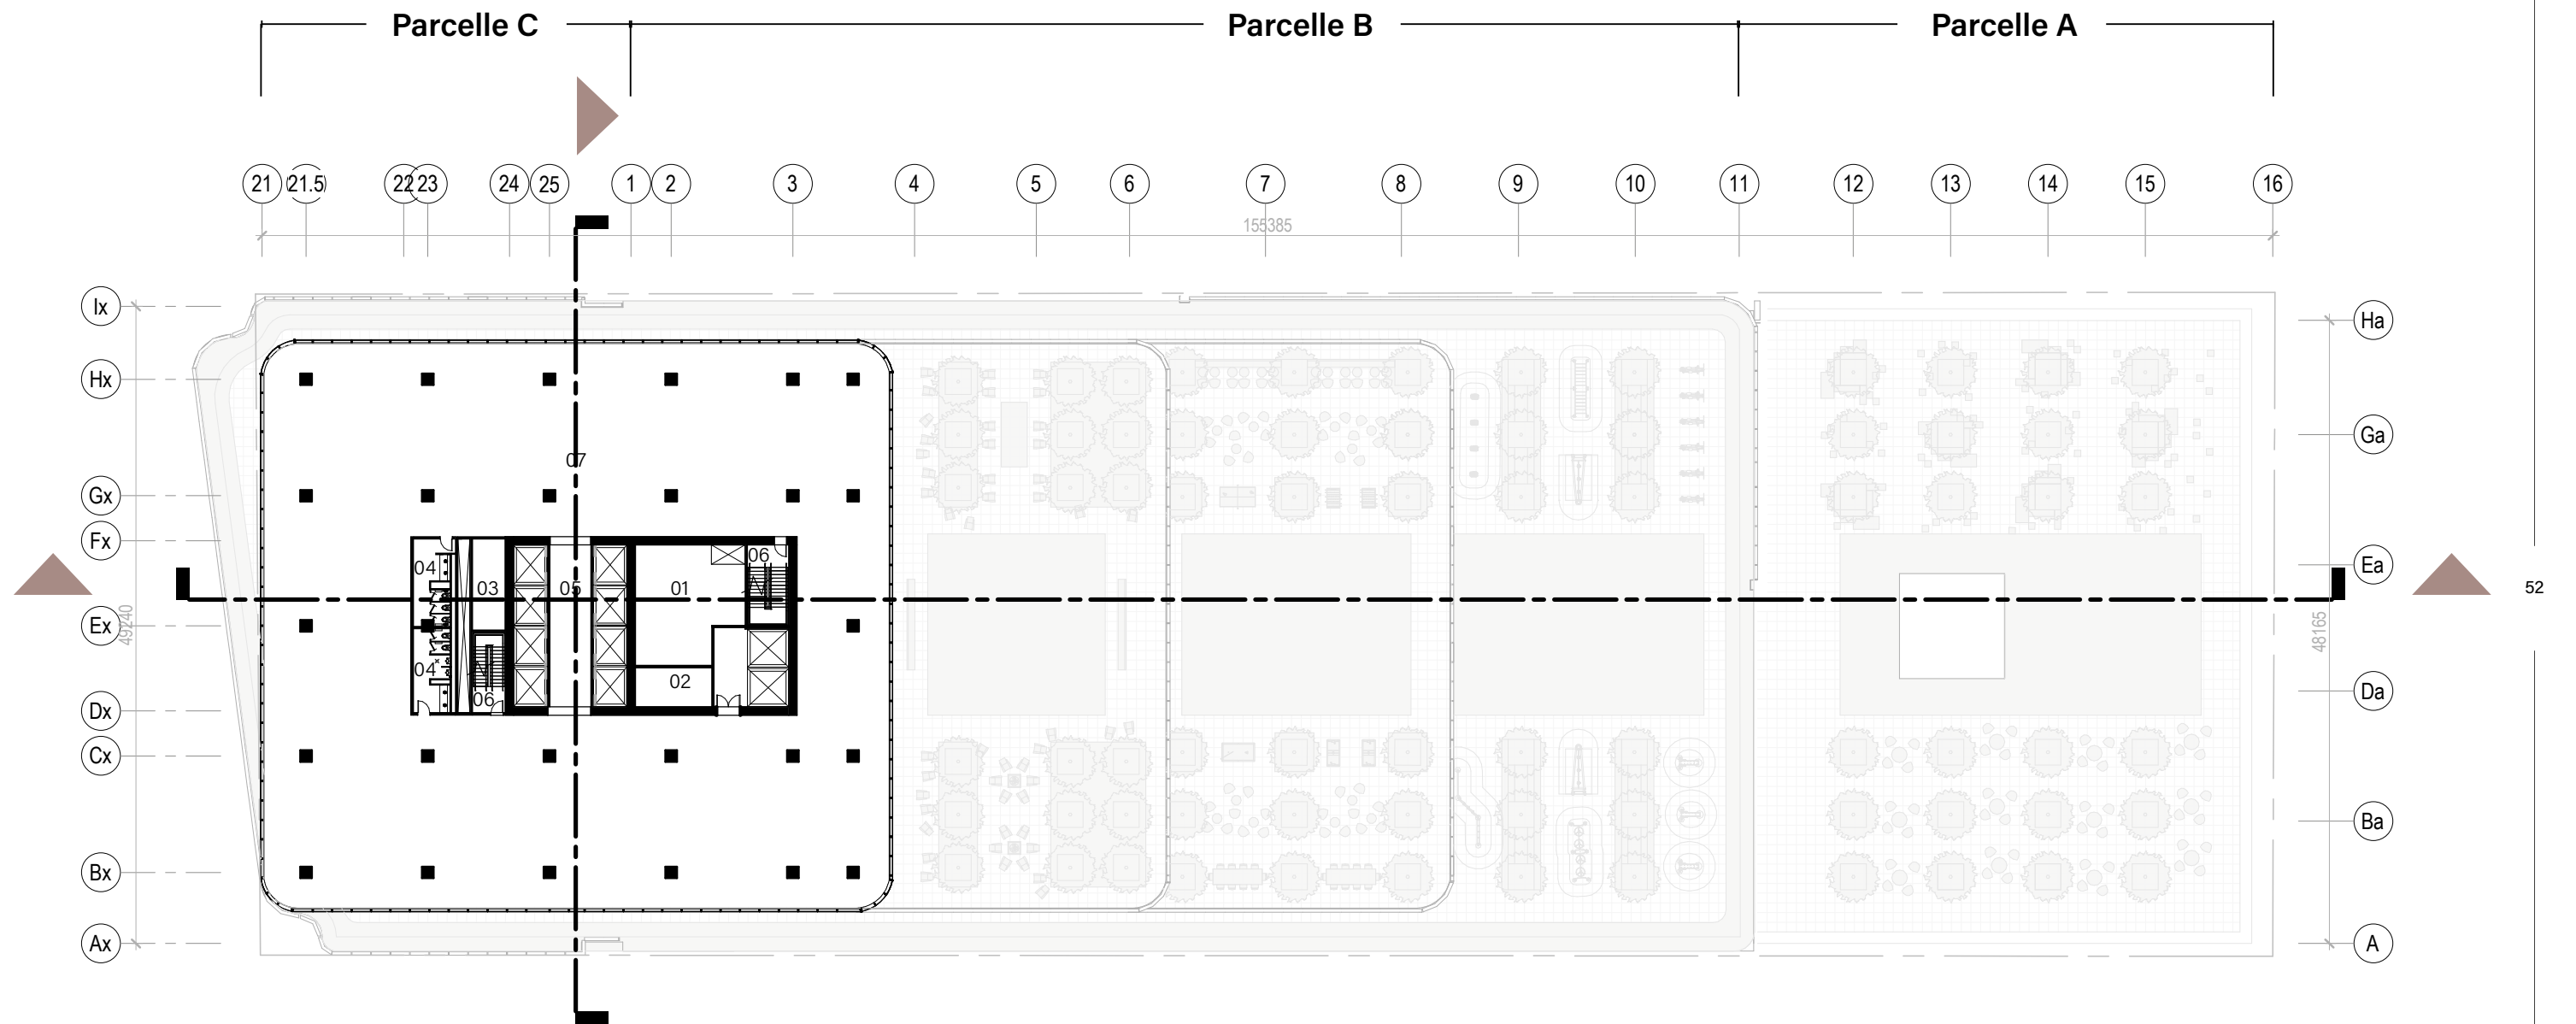 Parcelle C
Parcelle B
Parcelle A
21 21.5 22 23 24 25 1 2 3 4 5 6 7 8 9 10 11 12 13 14 15 16
155385
Ix
Ha
Hx
Ga
07
Gx
Fx
06
Ea
04
03
05
01
52
Ex
49240
48165
04
02
Da
06
Dx
Cx
Ba
Bx
Ax
A